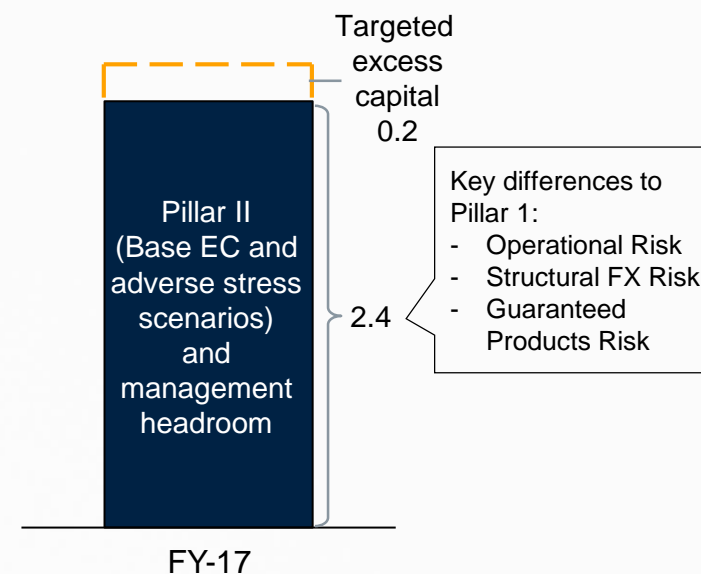 Targeted
excess
capital
0.2
Pillar II
(Base EC and
adverse stress
scenarios)
and
management
headroom
2.4
Key differences to
Pillar 1:
- Operational Risk
- Structural FX Risk
- Guaranteed
Products Risk
FY-17